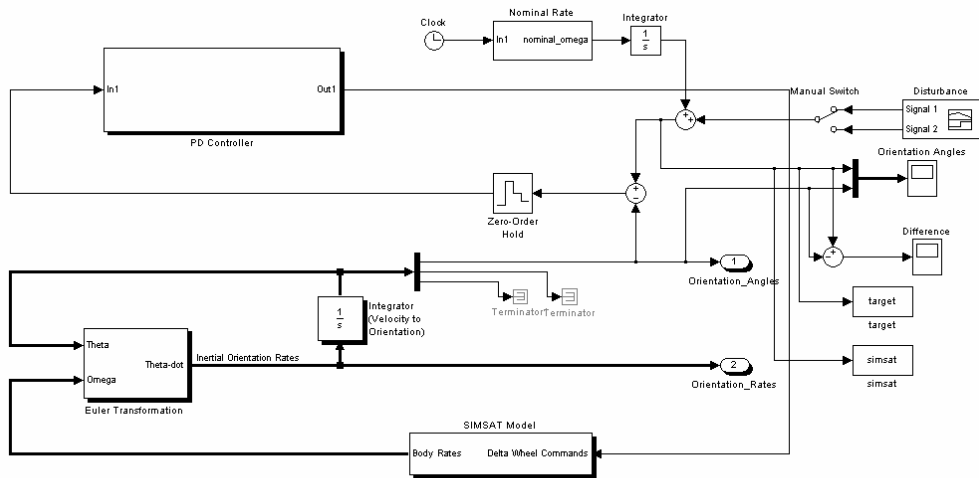 Nominal Rate
Clock
In1
nominal_omega
Integrator
1
s
In1
Out1
PD Controller
Manual Switch
Disturbance
Signal 1
Signal 2
Orientation Angles
Zero-Order
Hold
Difference
1
Orientation_Angles
Terminator
Terminator
1
s
Integrator
(Velocity to
Orientation)
target
target
Theta
Omega
Theta-dot
Euler Transformation
Inertial Orientation Rates
2
Orientation_Rates
simsat
simsat
SIMSAT Model
Body Rates
Delta Wheel Commands